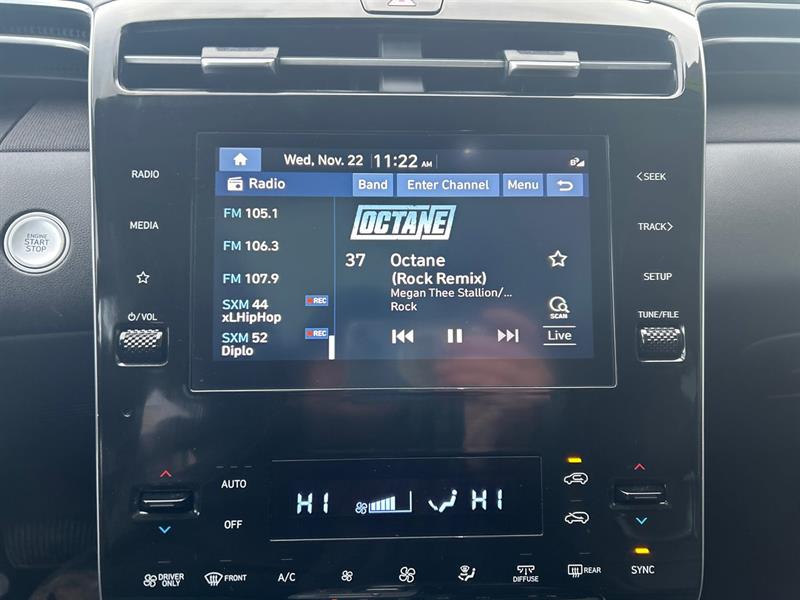 Wed, Nov. 22 11:22 AM
RADIO
MEDIA
ENGINE
START
STOP
⏻/VOL
Radio Band Enter Channel Menu
FM 105.1
FM 106.3
FM 107.9
SXM 44 REC
xLHipHop
SXM 52 REC
Diplo
OCTANE
37 Octane
(Rock Remix)
Megan Thee Stallion/...
Rock
SCAN
Live
<SEEK
TRACK>
SETUP
TUNE/FILE
AUTO
OFF
HI HI
DRIVER
ONLY
FRONT
A/C
DIFFUSE
REAR
SYNC